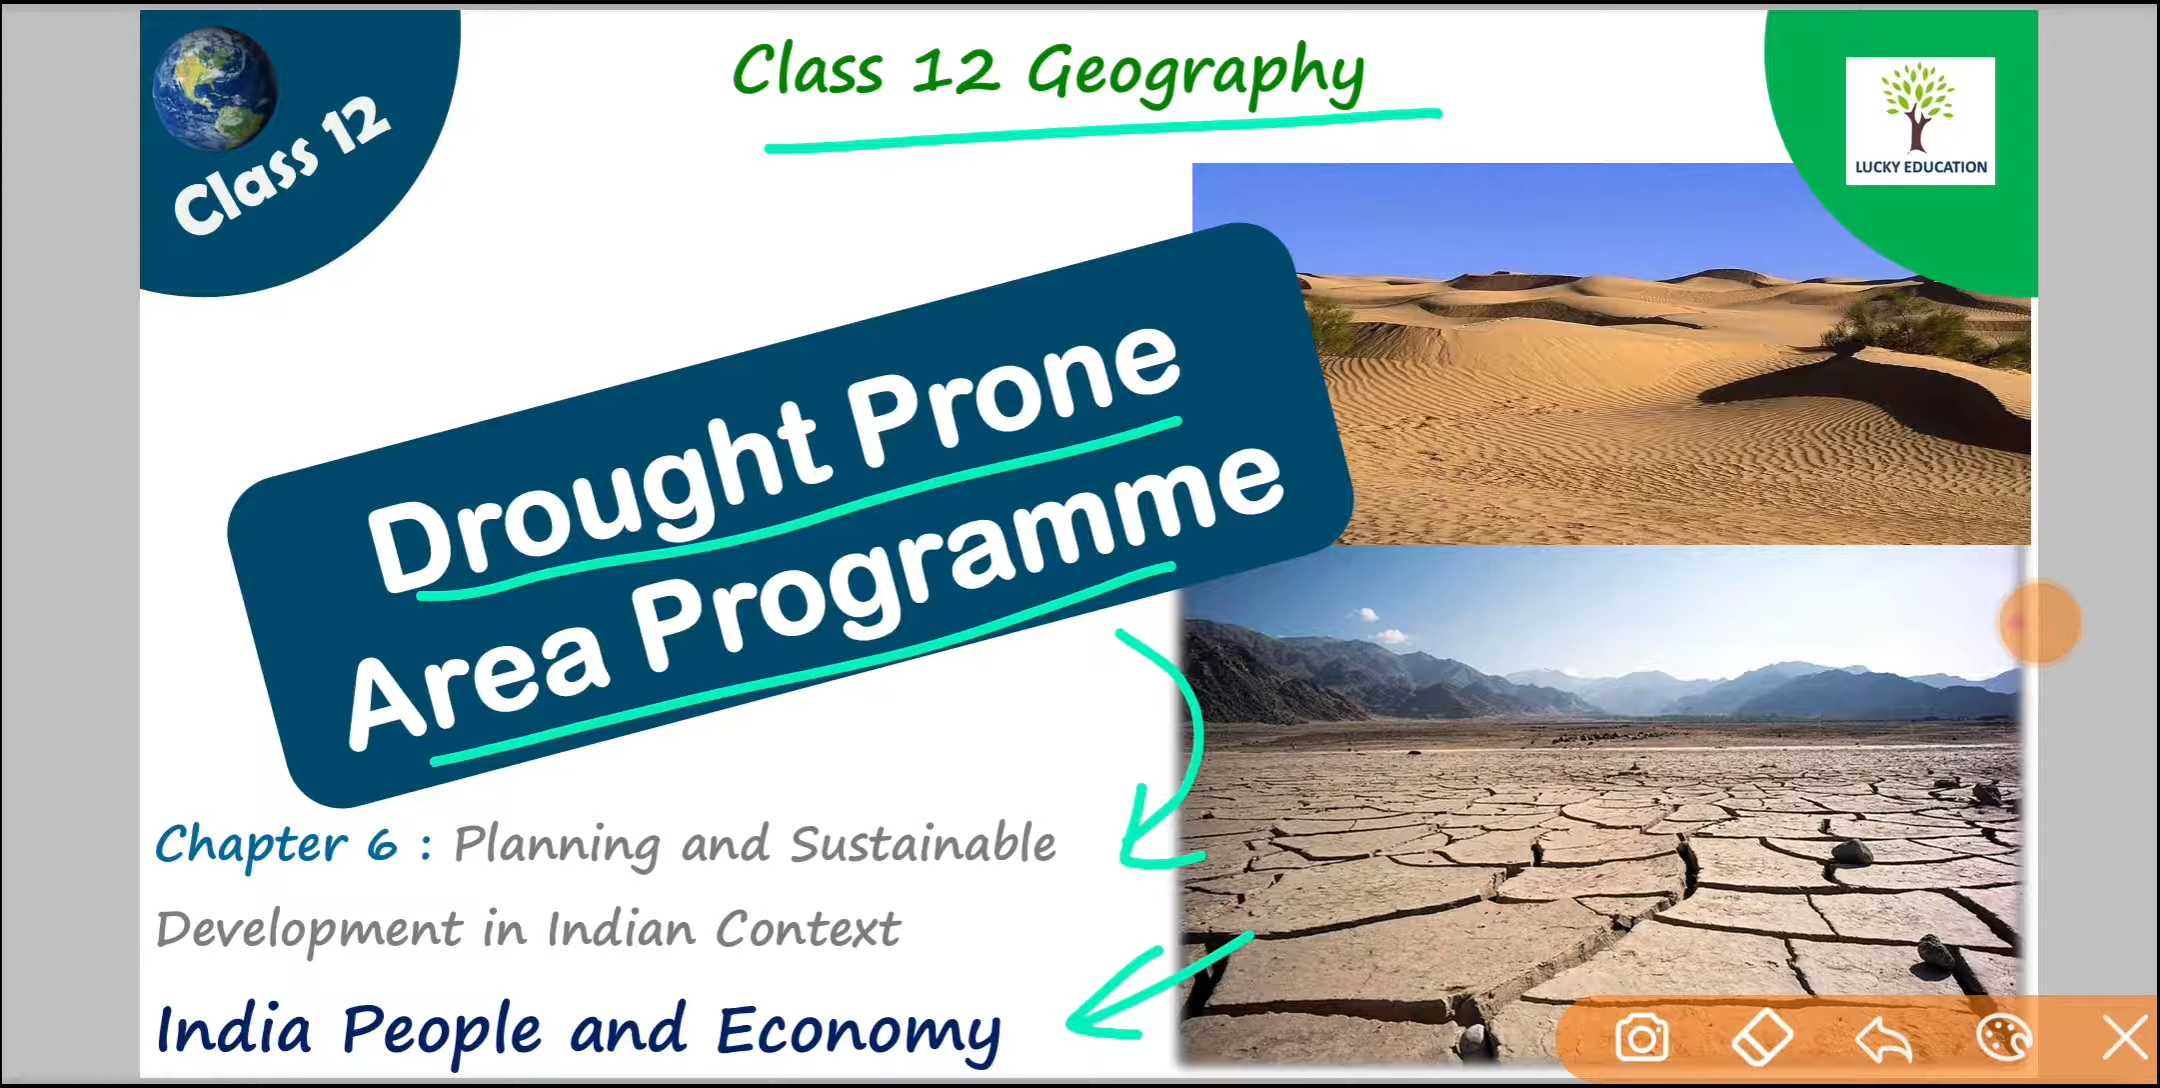 Class 12
Class 12 Geography
LUCKY EDUCATION
Drought Prone
Area Programme
Chapter 6 : Planning and Sustainable
Development in Indian Context
India People and Economy